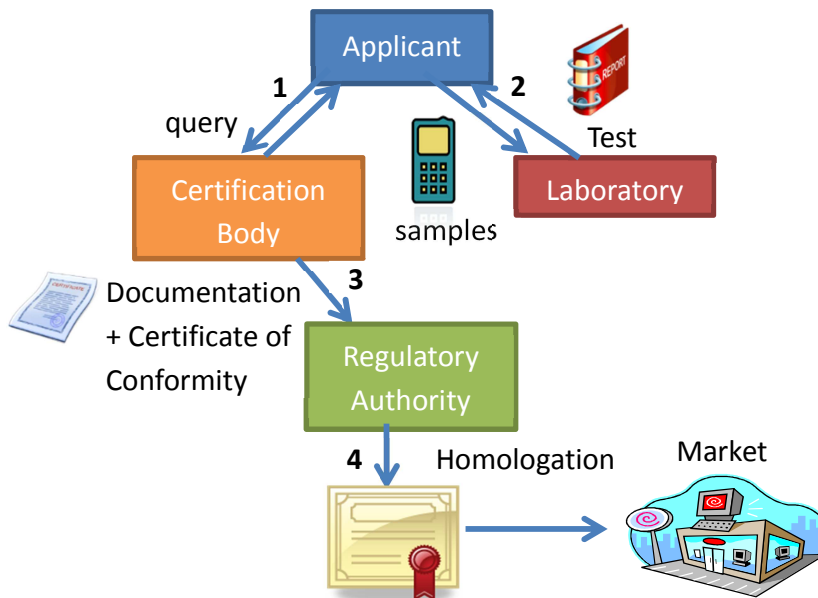 Applicant
1
2
REPORT
query
Test
Certification
Body
Laboratory
samples
3
Documentation
+ Certificate of
Conformity
Regulatory
Authority
4
Homologation
Market